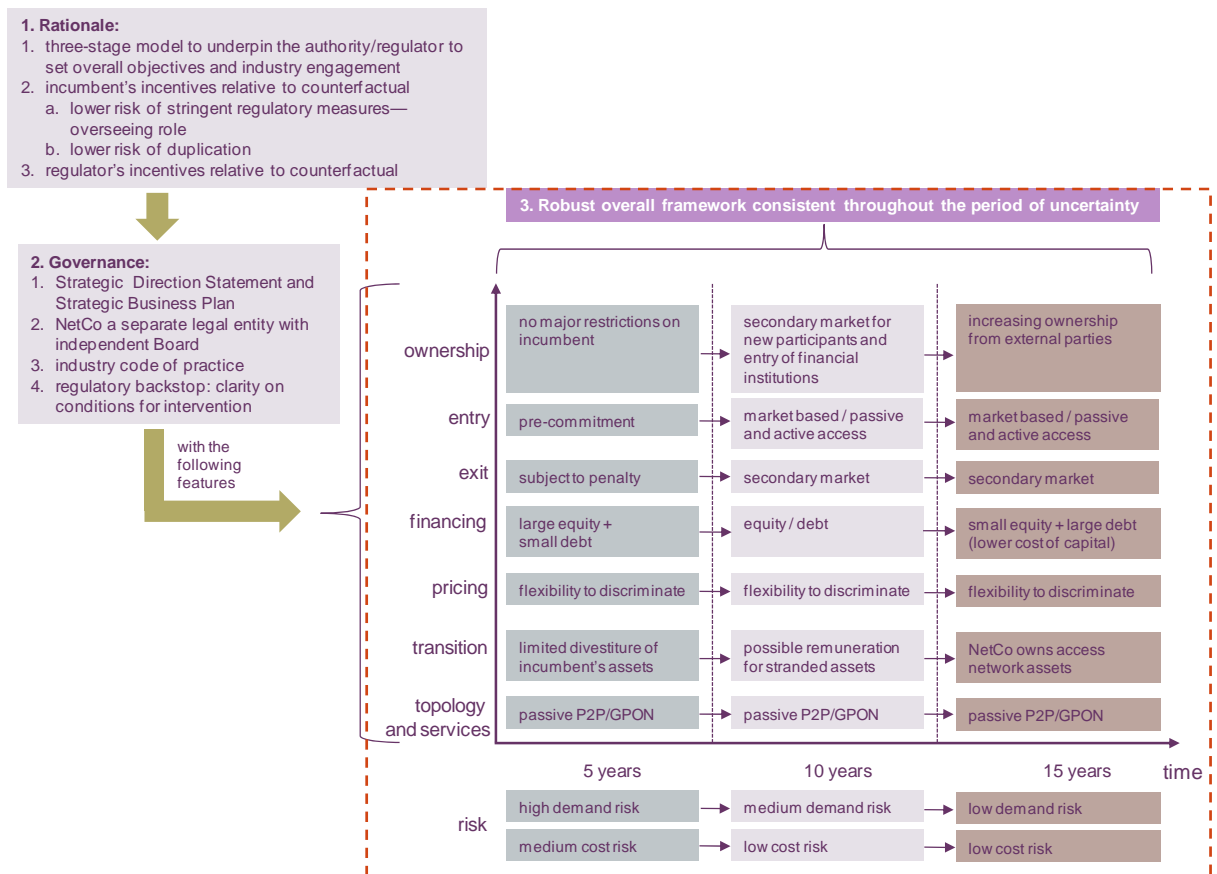 1. Rationale:
1. three-stage model to underpin the authority/regulator to
set overall objectives and industry engagement
2. incumbent's incentives relative to counterfactual
a. lower risk of stringent regulatory measures—
overseeing role
b. lower risk of duplication
3. regulator's incentives relative to counterfactual
2. Governance:
1. Strategic Direction Statement and
Strategic Business Plan
2. NetCo a separate legal entity with
independent Board
3. industry code of practice
4. regulatory backstop: clarity on
conditions for intervention
with the
following
features
3. Robust overall framework consistent throughout the period of uncertainty
ownership
no major restrictions on
incumbent
secondary market for
new participants and
entry of financial
institutions
increasing ownership
from external parties
entry
pre-commitment
market based / passive
and active access
market based / passive
and active access
exit
subject to penalty
secondary market
secondary market
financing
large equity +
small debt
equity / debt
small equity + large debt
(lower cost of capital)
pricing
flexibility to discriminate
flexibility to discriminate
flexibility to discriminate
transition
limited divestiture of
incumbent's assets
possible remuneration
for stranded assets
NetCo owns access
network assets
topology
and services
passive P2P/GPON
passive P2P/GPON
passive P2P/GPON
5 years
10 years
15 years
time
risk
high demand risk
medium demand risk
low demand risk
medium cost risk
low cost risk
low cost risk